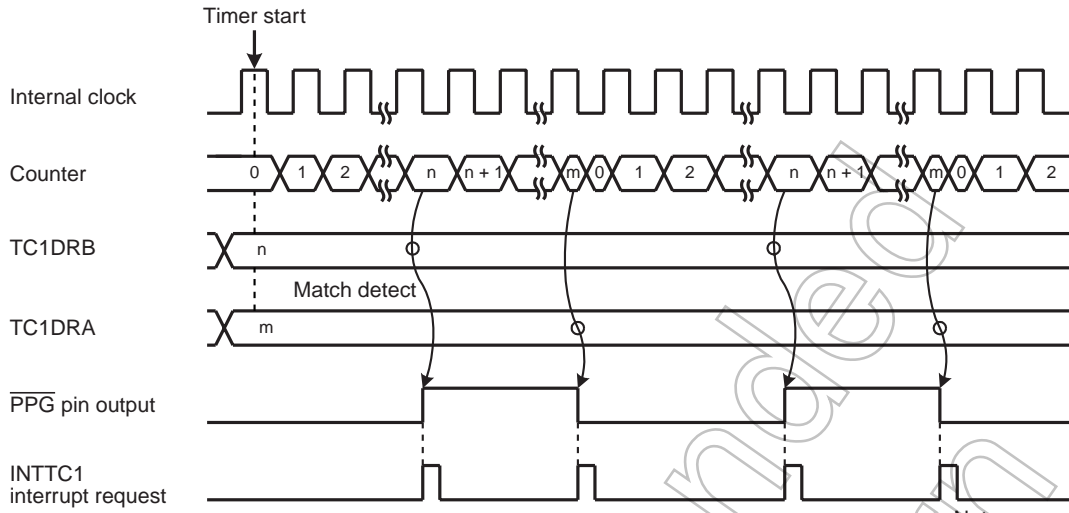 Timer start
Internal clock
Counter 0 1 2 n n + 1 m 0 1 2 n n + 1 m 0 1 2
TC1DRB n
Match detect
TC1DRA m
PPG pin output
INTTC1
interrupt request